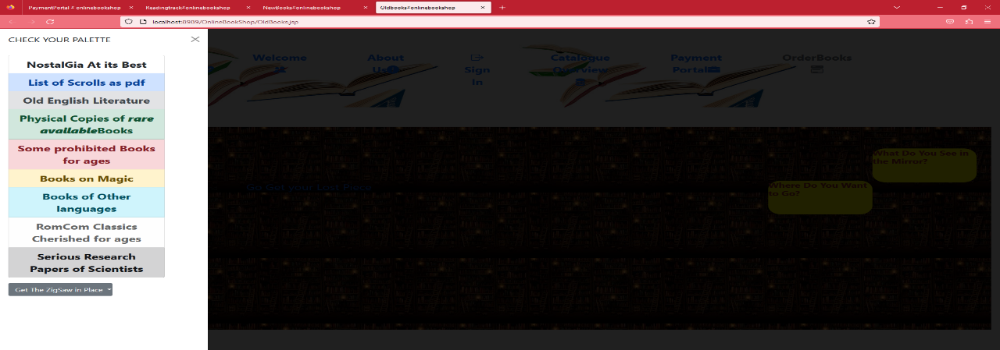 PaymentPortal # onlinebookshop
Readingtrack#onlinebookshop
NewBooks#onlinebookshop
Oldbooks#onlinebookshop
localhost:8989/OnlineBookShop/OldBooks.jsp
CHECK YOUR PALETTE
NostalGia At its Best
List of Scrolls as pdf
Old English Literature
Physical Copies of rare
availableBooks
Some prohibited Books
for ages
Books on Magic
Books of Other
languages
RomCom Classics
Cherished for ages
Serious Research
Papers of Scientists
Get The ZigSaw in Place
Welcome
About
Us
Sign
In
Catalogue
Overview
Payment
Portal
OrderBooks
What Do You See in
the Mirror?
Go Get your Lost Piece
Where Do You Want
to Go?